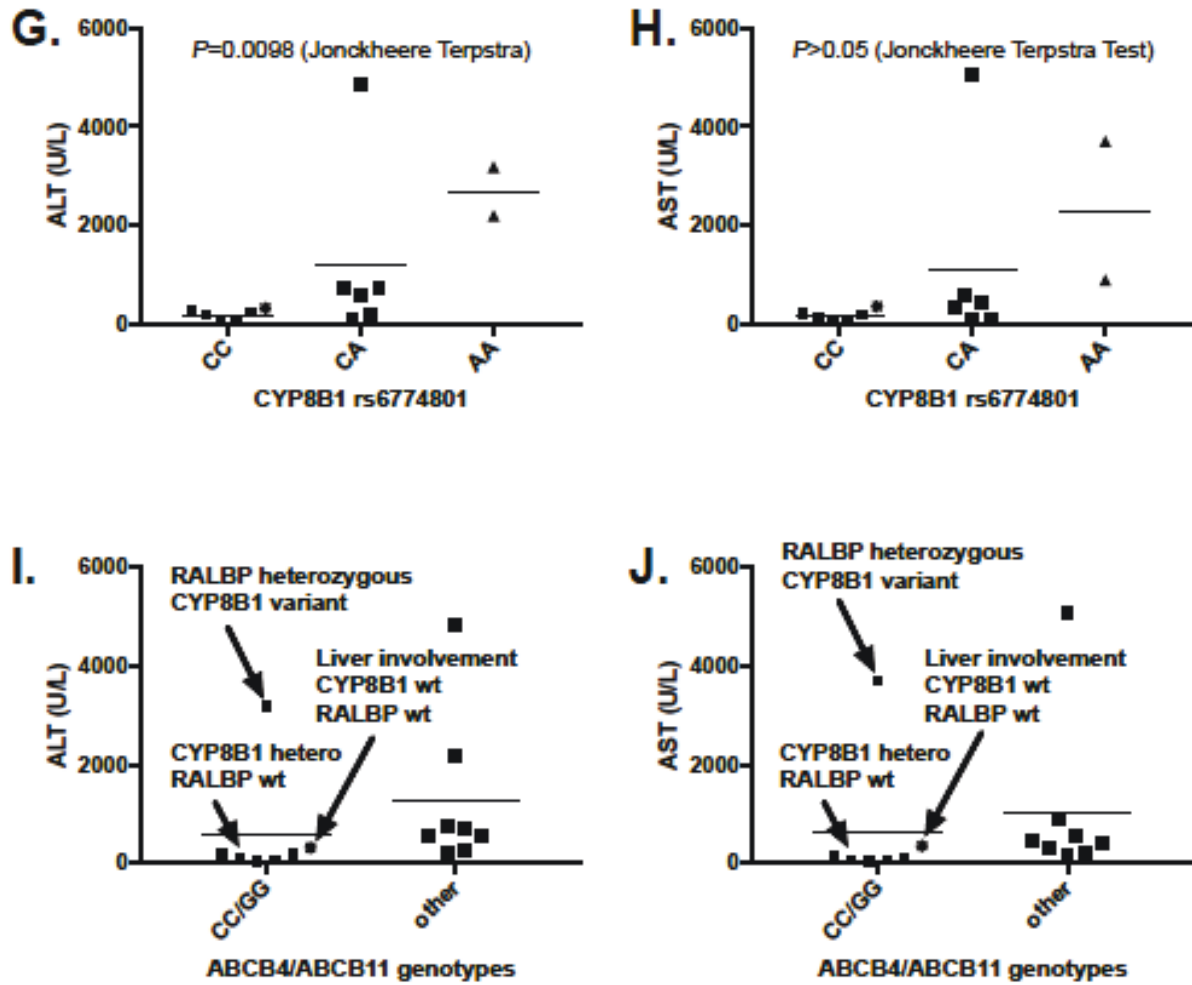 G.
P=0.0098 (Jonckheere Terpstra)
6000
4000
2000
0
ALT (U/L)
CC
CA
AA
CYP8B1 rs6774801
H.
P>0.05 (Jonckheere Terpstra Test)
6000
4000
2000
0
AST (U/L)
CC
CA
AA
CYP8B1 rs6774801
I.
RALBP heterozygous
CYP8B1 variant
Liver involvement
CYP8B1 wt
RALBP wt
CYP8B1 hetero
RALBP wt
6000
4000
2000
0
ALT (U/L)
CC/GG
other
ABCB4/ABCB11 genotypes
J.
RALBP heterozygous
CYP8B1 variant
Liver involvement
CYP8B1 wt
RALBP wt
CYP8B1 hetero
RALBP wt
6000
4000
2000
0
AST (U/L)
CC/GG
other
ABCB4/ABCB11 genotypes